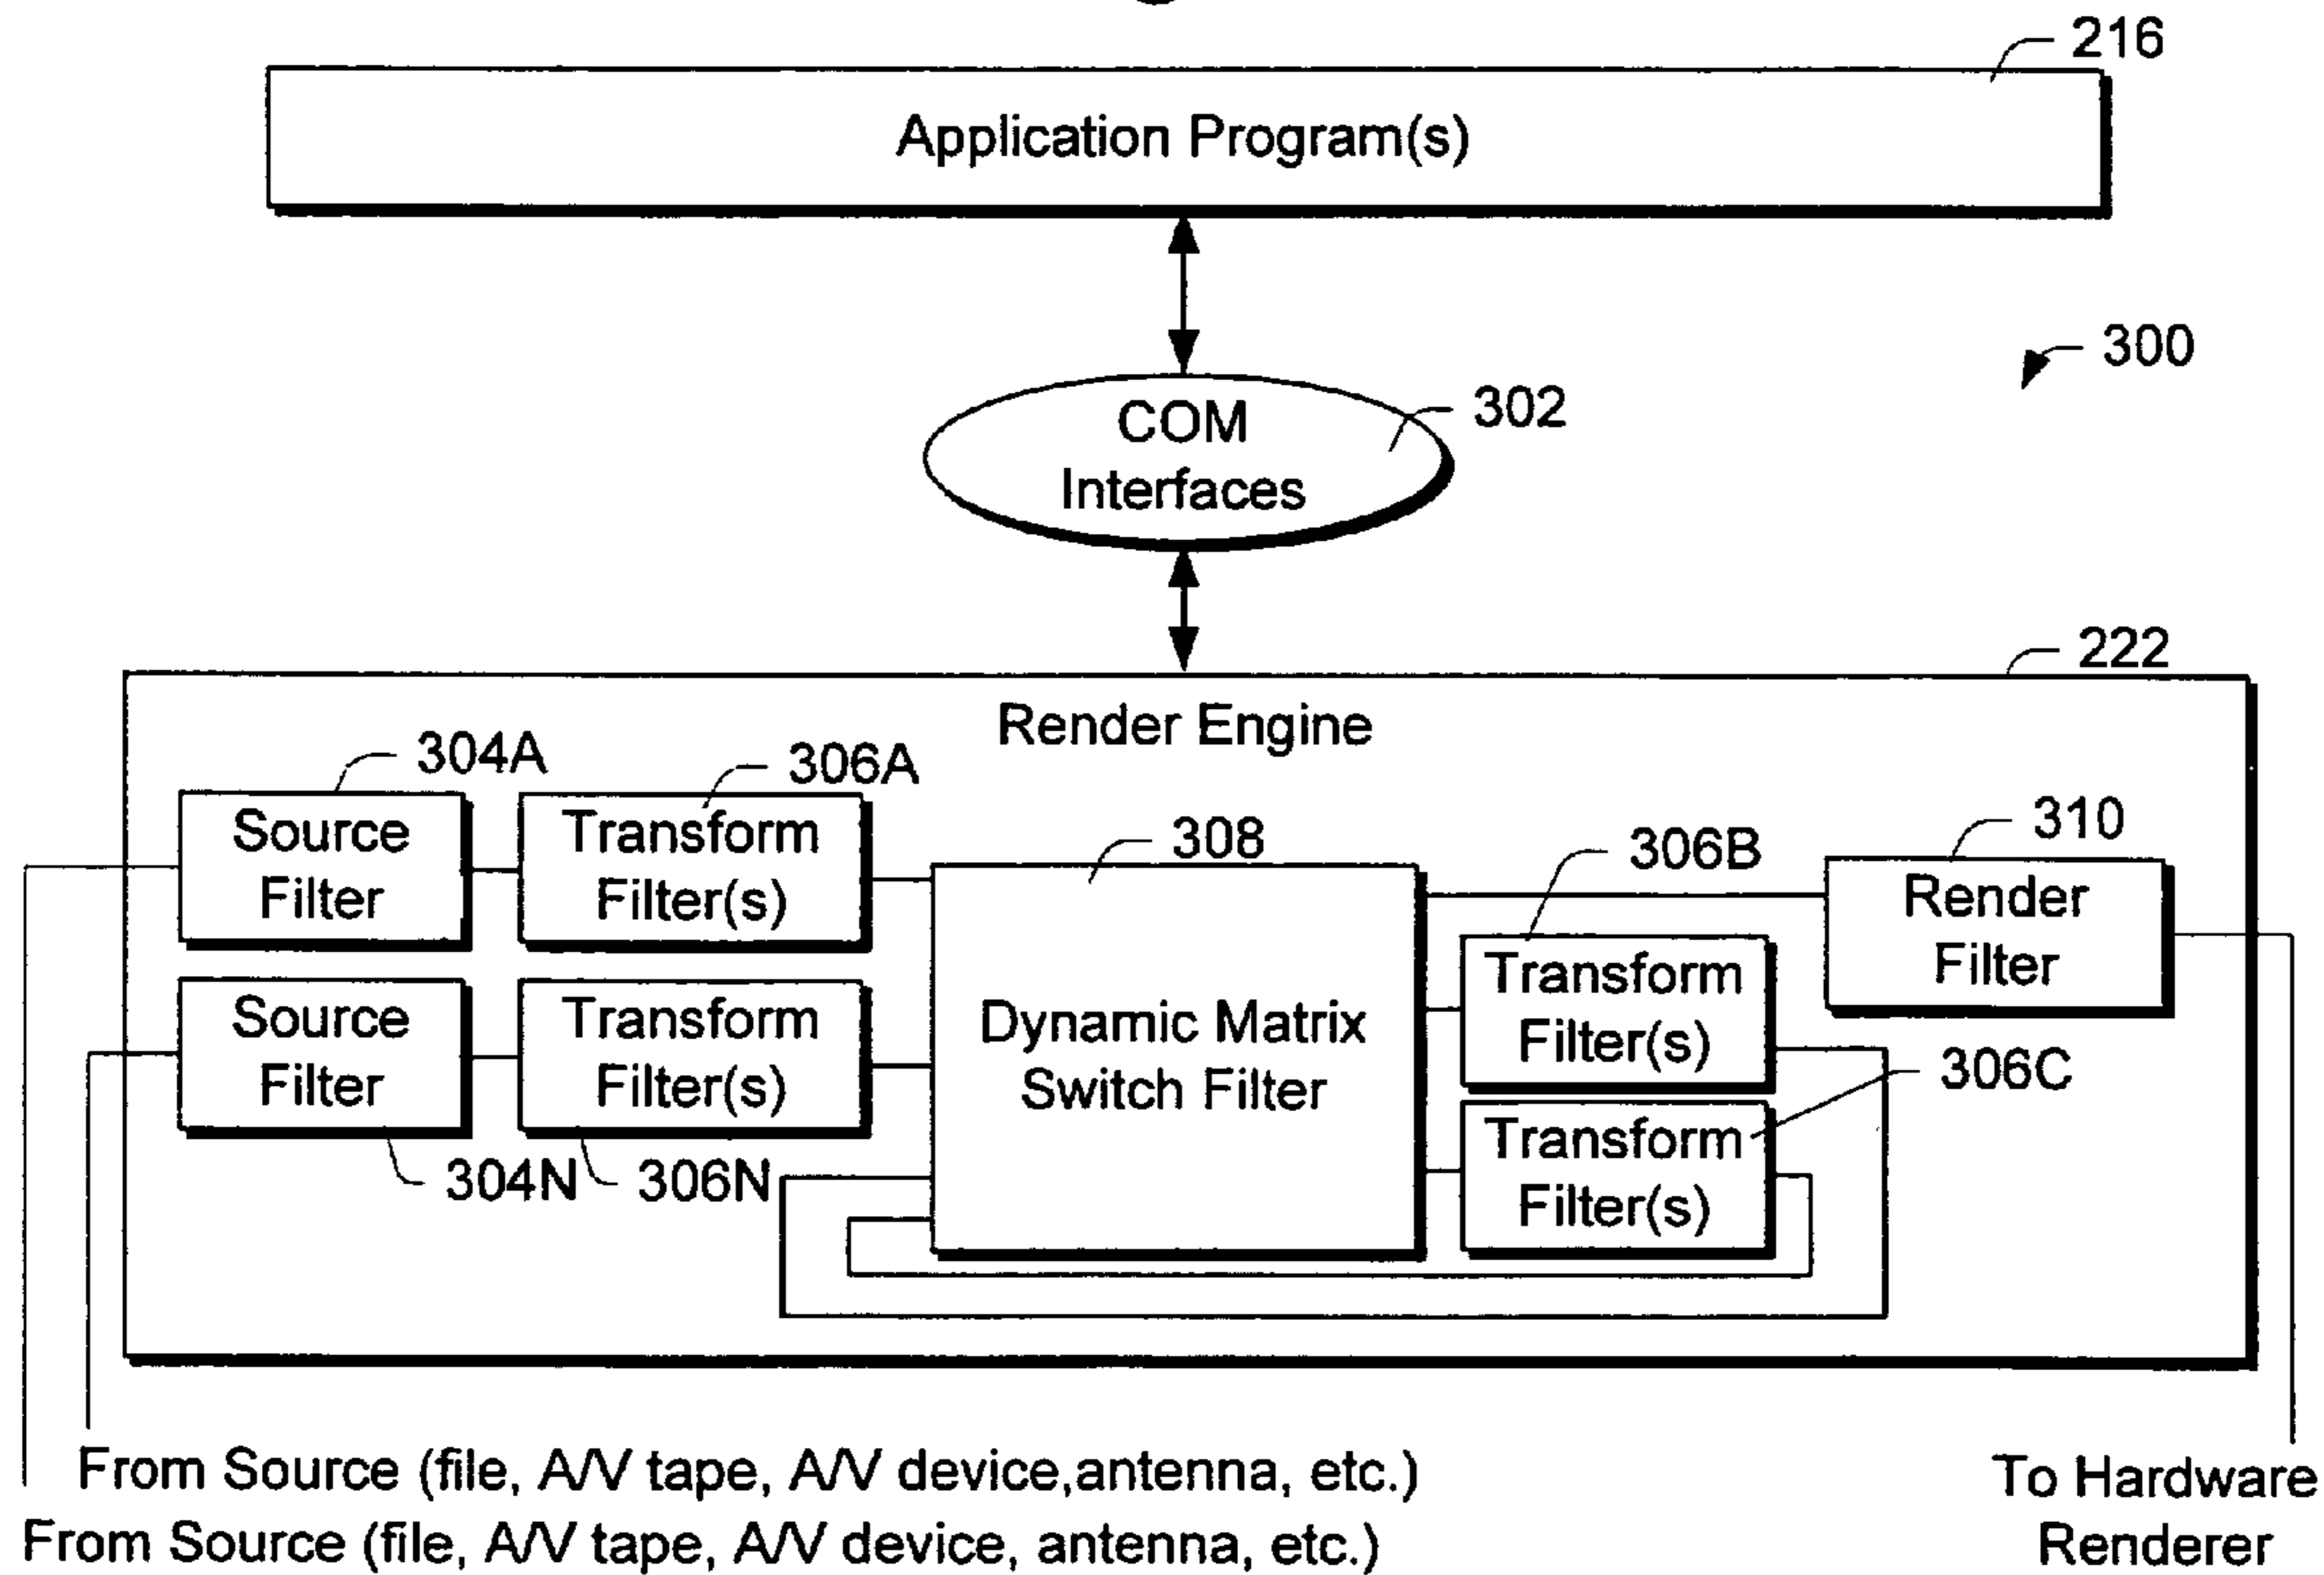 216
Application Program(s)
300
COM
Interfaces
302
222
Render Engine
304A
306A
Source
Filter
Transform
Filter(s)
308
306B
310
Render
Filter
Source
Filter
Transform
Filter(s)
Dynamic Matrix
Switch Filter
Transform
Filter(s)
306C
Transform
Filter(s)
304N
306N
From Source (file, A/V tape, A/V device,antenna, etc.)
From Source (file, A/V tape, A/V device, antenna, etc.)
To Hardware
Renderer